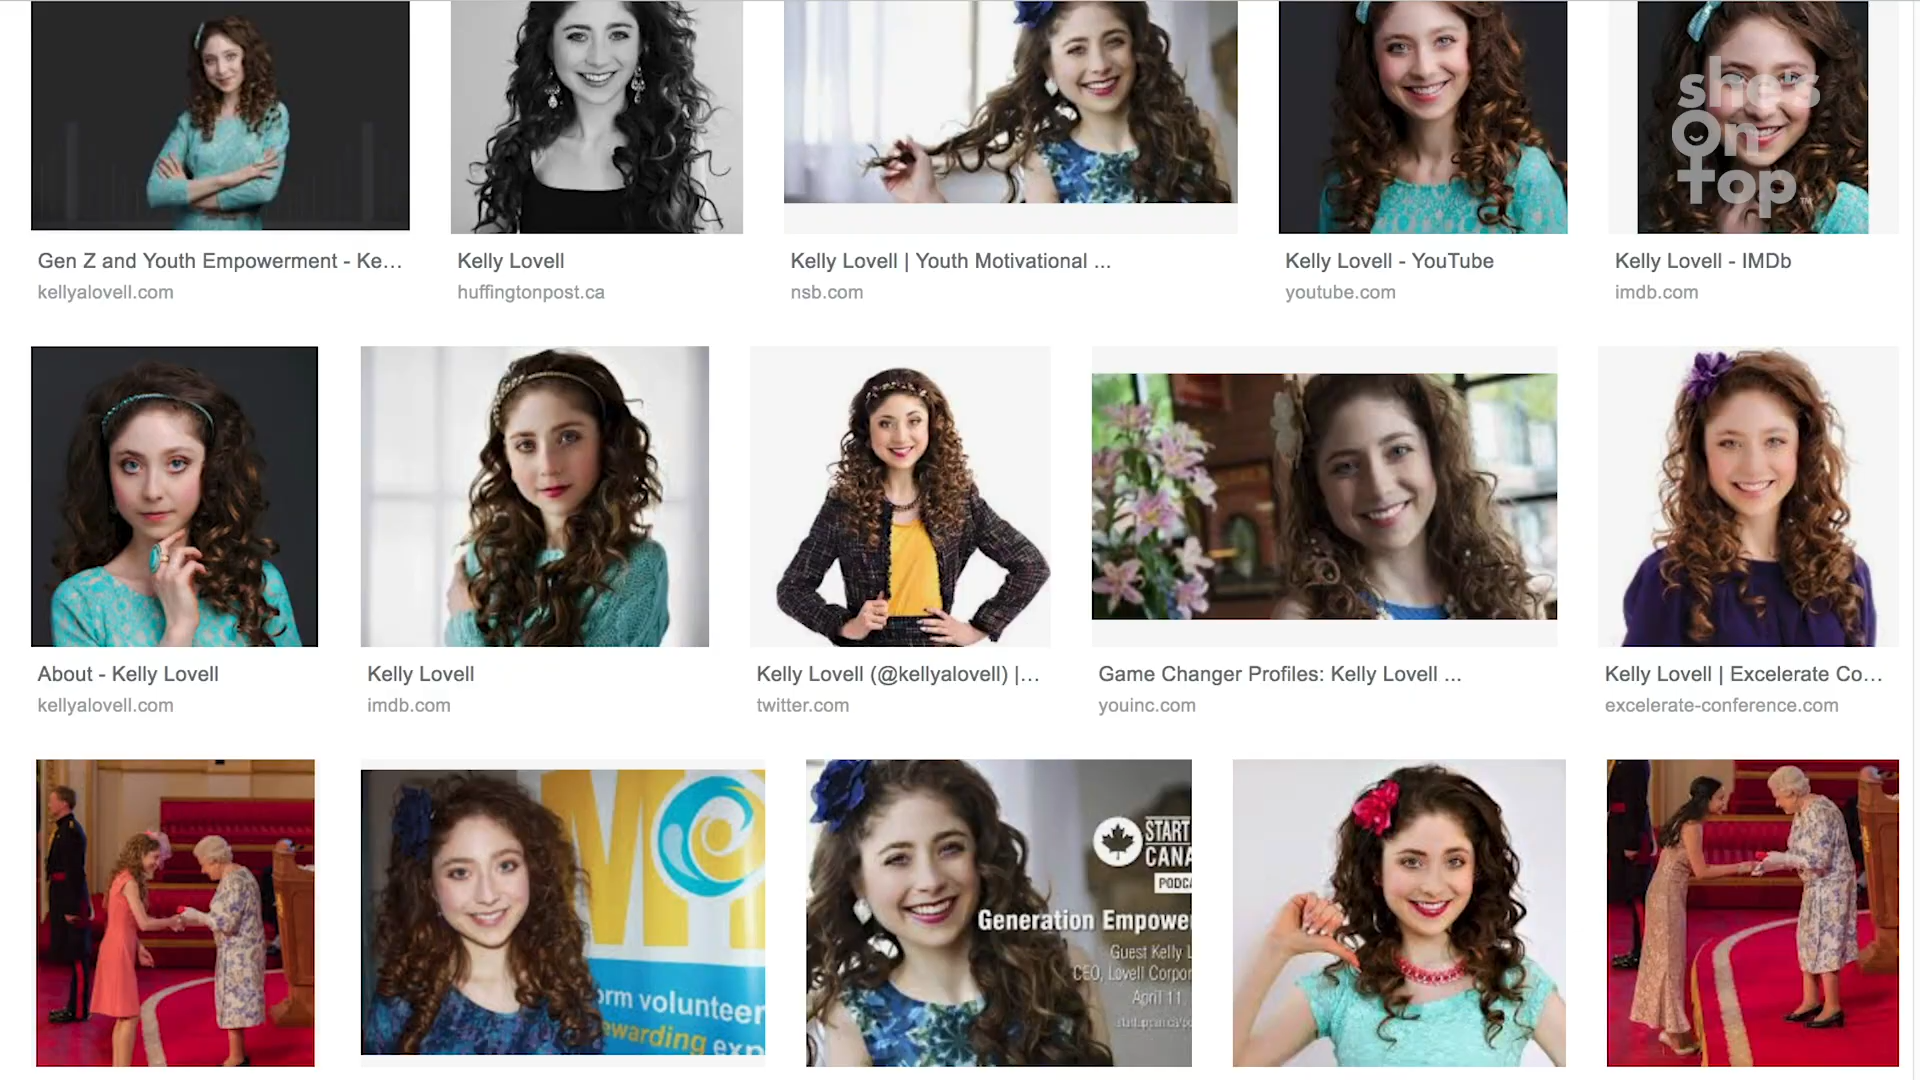 she's
On
Top
Gen Z and Youth Empowerment - Ke...
kellyalovell.com
Kelly Lovell
huffingtonpost.ca
Kelly Lovell | Youth Motivational ...
nsb.com
Kelly Lovell - YouTube
youtube.com
Kelly Lovell - IMDb
imdb.com
About - Kelly Lovell
kellyalovell.com
Kelly Lovell
imdb.com
Kelly Lovell (@kellyalovell) |...
twitter.com
Game Changer Profiles: Kelly Lovell ...
youinc.com
Kelly Lovell | Excelerate Co...
excelerate-conference.com
orm volunteer
ewarding exp
START
CANA
PODCA
Generation Empower
Guest Kelly L
CEO, Lovell Corpor
April 11,